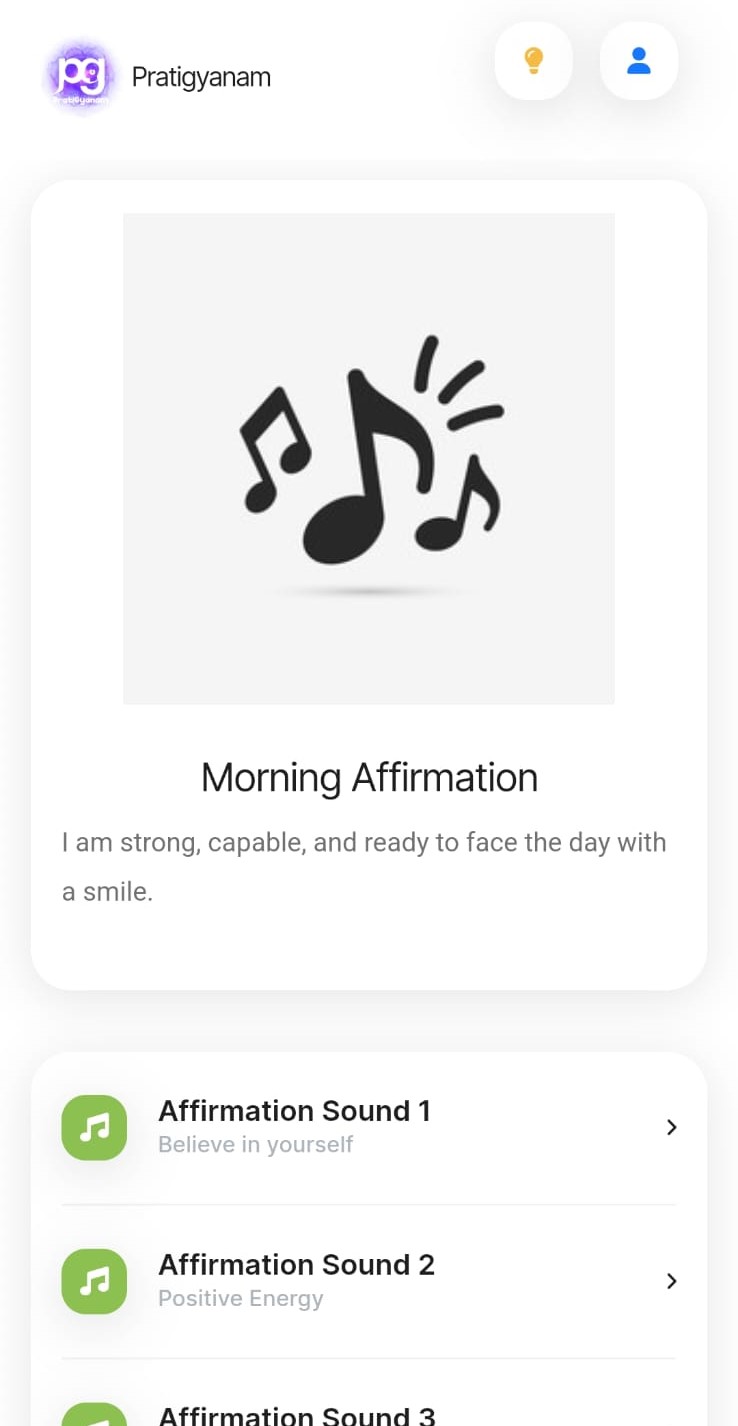 pg
PratiGyanam
Pratigyanam
Morning Affirmation
I am strong, capable, and ready to face the day with
a smile.
Affirmation Sound 1
Believe in yourself
Affirmation Sound 2
Positive Energy
Affirmation Sound 3